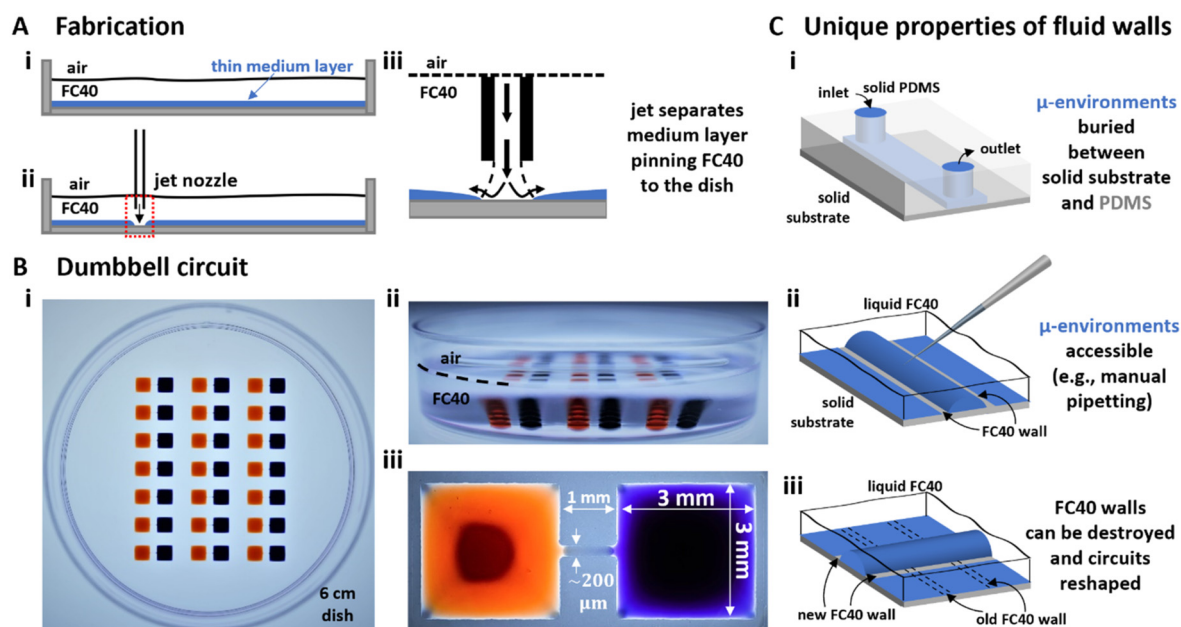 A Fabrication
i
air
FC40
thin medium layer
ii
air
FC40
jet nozzle
iii
air
FC40
jet separates
medium layer
pinning FC40
to the dish
B Dumbbell circuit
i
6 cm
dish
ii
air
FC40
iii
1 mm
3 mm
3 mm
~200
µm
C Unique properties of fluid walls
i
inlet
solid PDMS
outlet
solid
substrate
µ-environments
buried
between
solid substrate
and PDMS
ii
liquid FC40
solid
substrate
FC40 wall
µ-environments
accessible
(e.g., manual
pipetting)
iii
liquid FC40
new FC40 wall
old FC40 wall
FC40 walls
can be destroyed
and circuits
reshaped